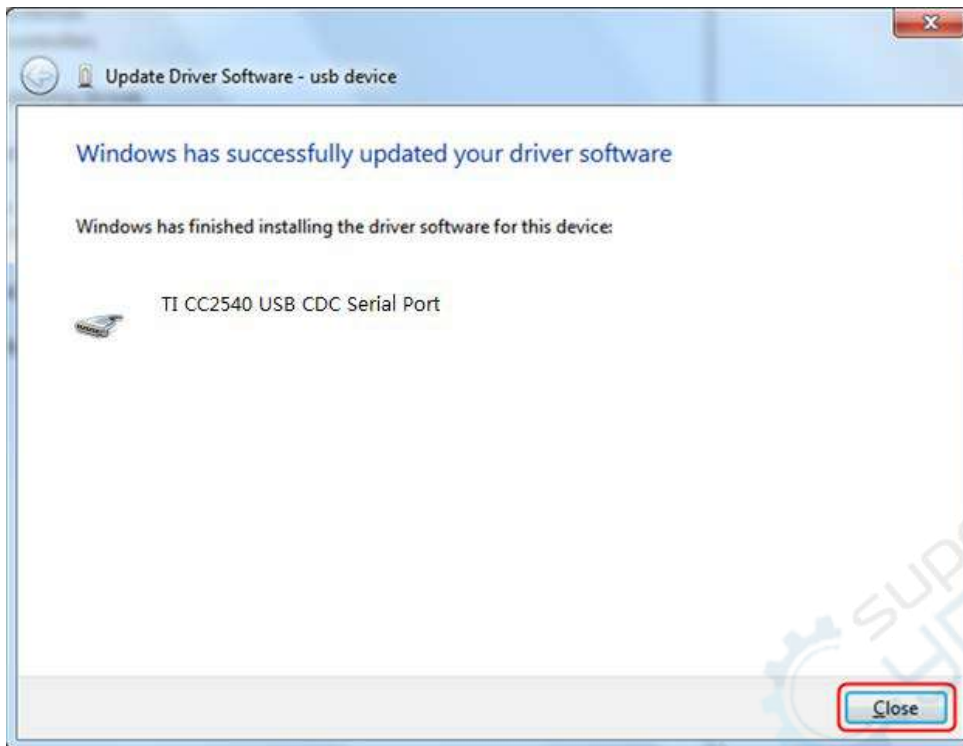 Update Driver Software - usb device
Windows has successfully updated your driver software
Windows has finished installing the driver software for this device:
TI CC2540 USB CDC Serial Port
Close